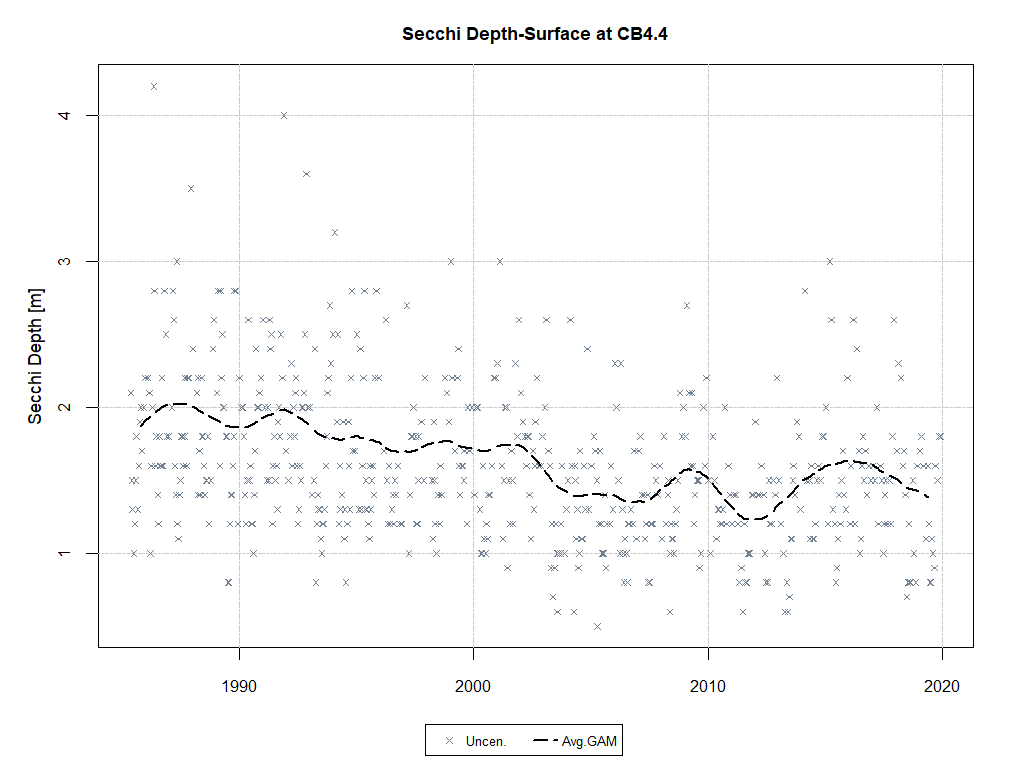 Secchi Depth-Surface at CB4.4
Secchi Depth [m]
4
3
2
1
1990 2000 2010 2020
Uncen. Avg.GAM